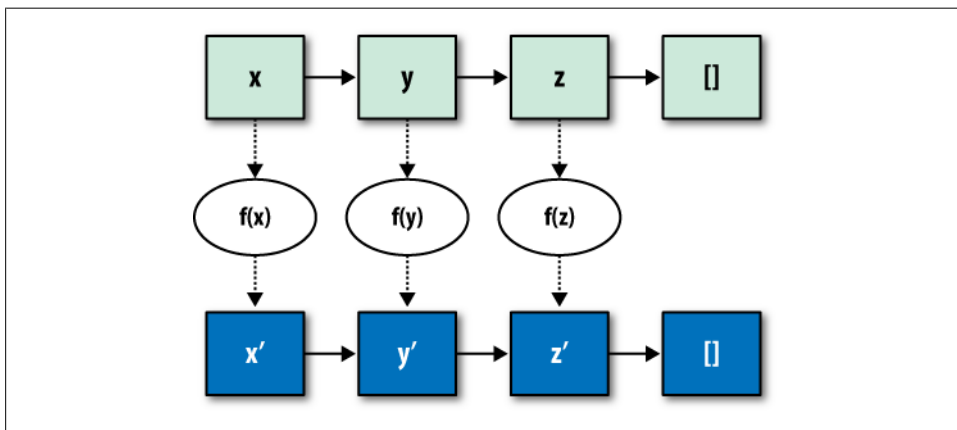 x y z []
f(x) f(y) f(z)
x′ y′ z′ []